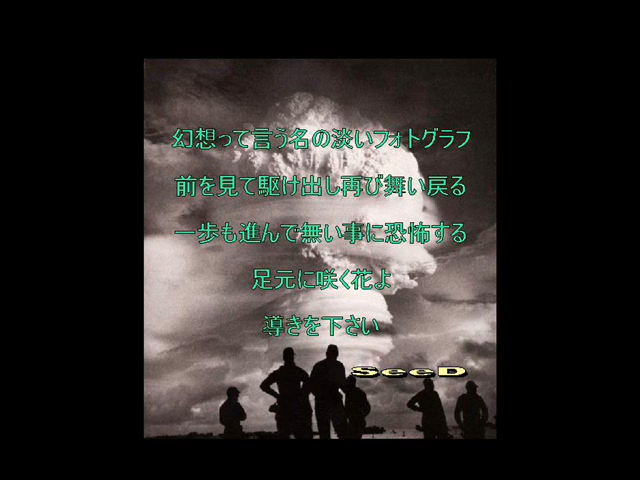 幻想って言う名の淡いフォトグラフ
前を見て駆け出し再び舞い戻る
一歩も進んで無い事に恐怖する
足元に咲く花よ
導きを下さい
SeeD